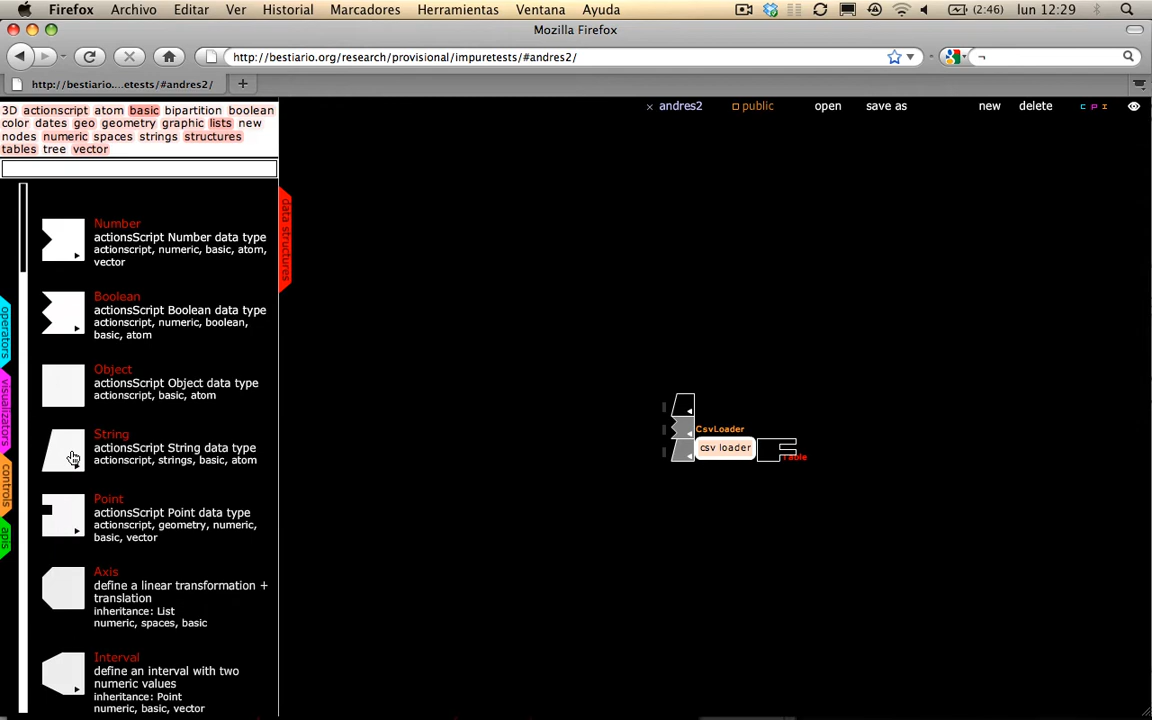 Firefox Archivo Editar Ver Historial Marcadores Herramientas Ventana Ayuda (2:46) lun 12:29
Mozilla Firefox
http://bestiario.org/research/provisional/impuretests/#andres2/
¬
http://bestiario....etests/#andres2/
3D actionscript atom basic bipartition boolean
color dates geo geometry graphic lists new
nodes numeric spaces strings structures
tables tree vector
× andres2 public open save as new delete c p i
data structures
operators
visualizators
controls
apis
Number
actionsScript Number data type
actionscript, numeric, basic, atom,
vector
Boolean
actionsScript Boolean data type
actionscript, numeric, boolean,
basic, atom
Object
actionsScript Object data type
actionscript, basic, atom
String
actionsScript String data type
actionscript, strings, basic, atom
Point
actionsScript Point data type
actionscript, geometry, numeric,
basic, vector
Axis
define a linear transformation +
translation
inheritance: List
numeric, spaces, basic
Interval
define an interval with two
numeric values
inheritance: Point
numeric, basic, vector
CsvLoader
csv loader
Table